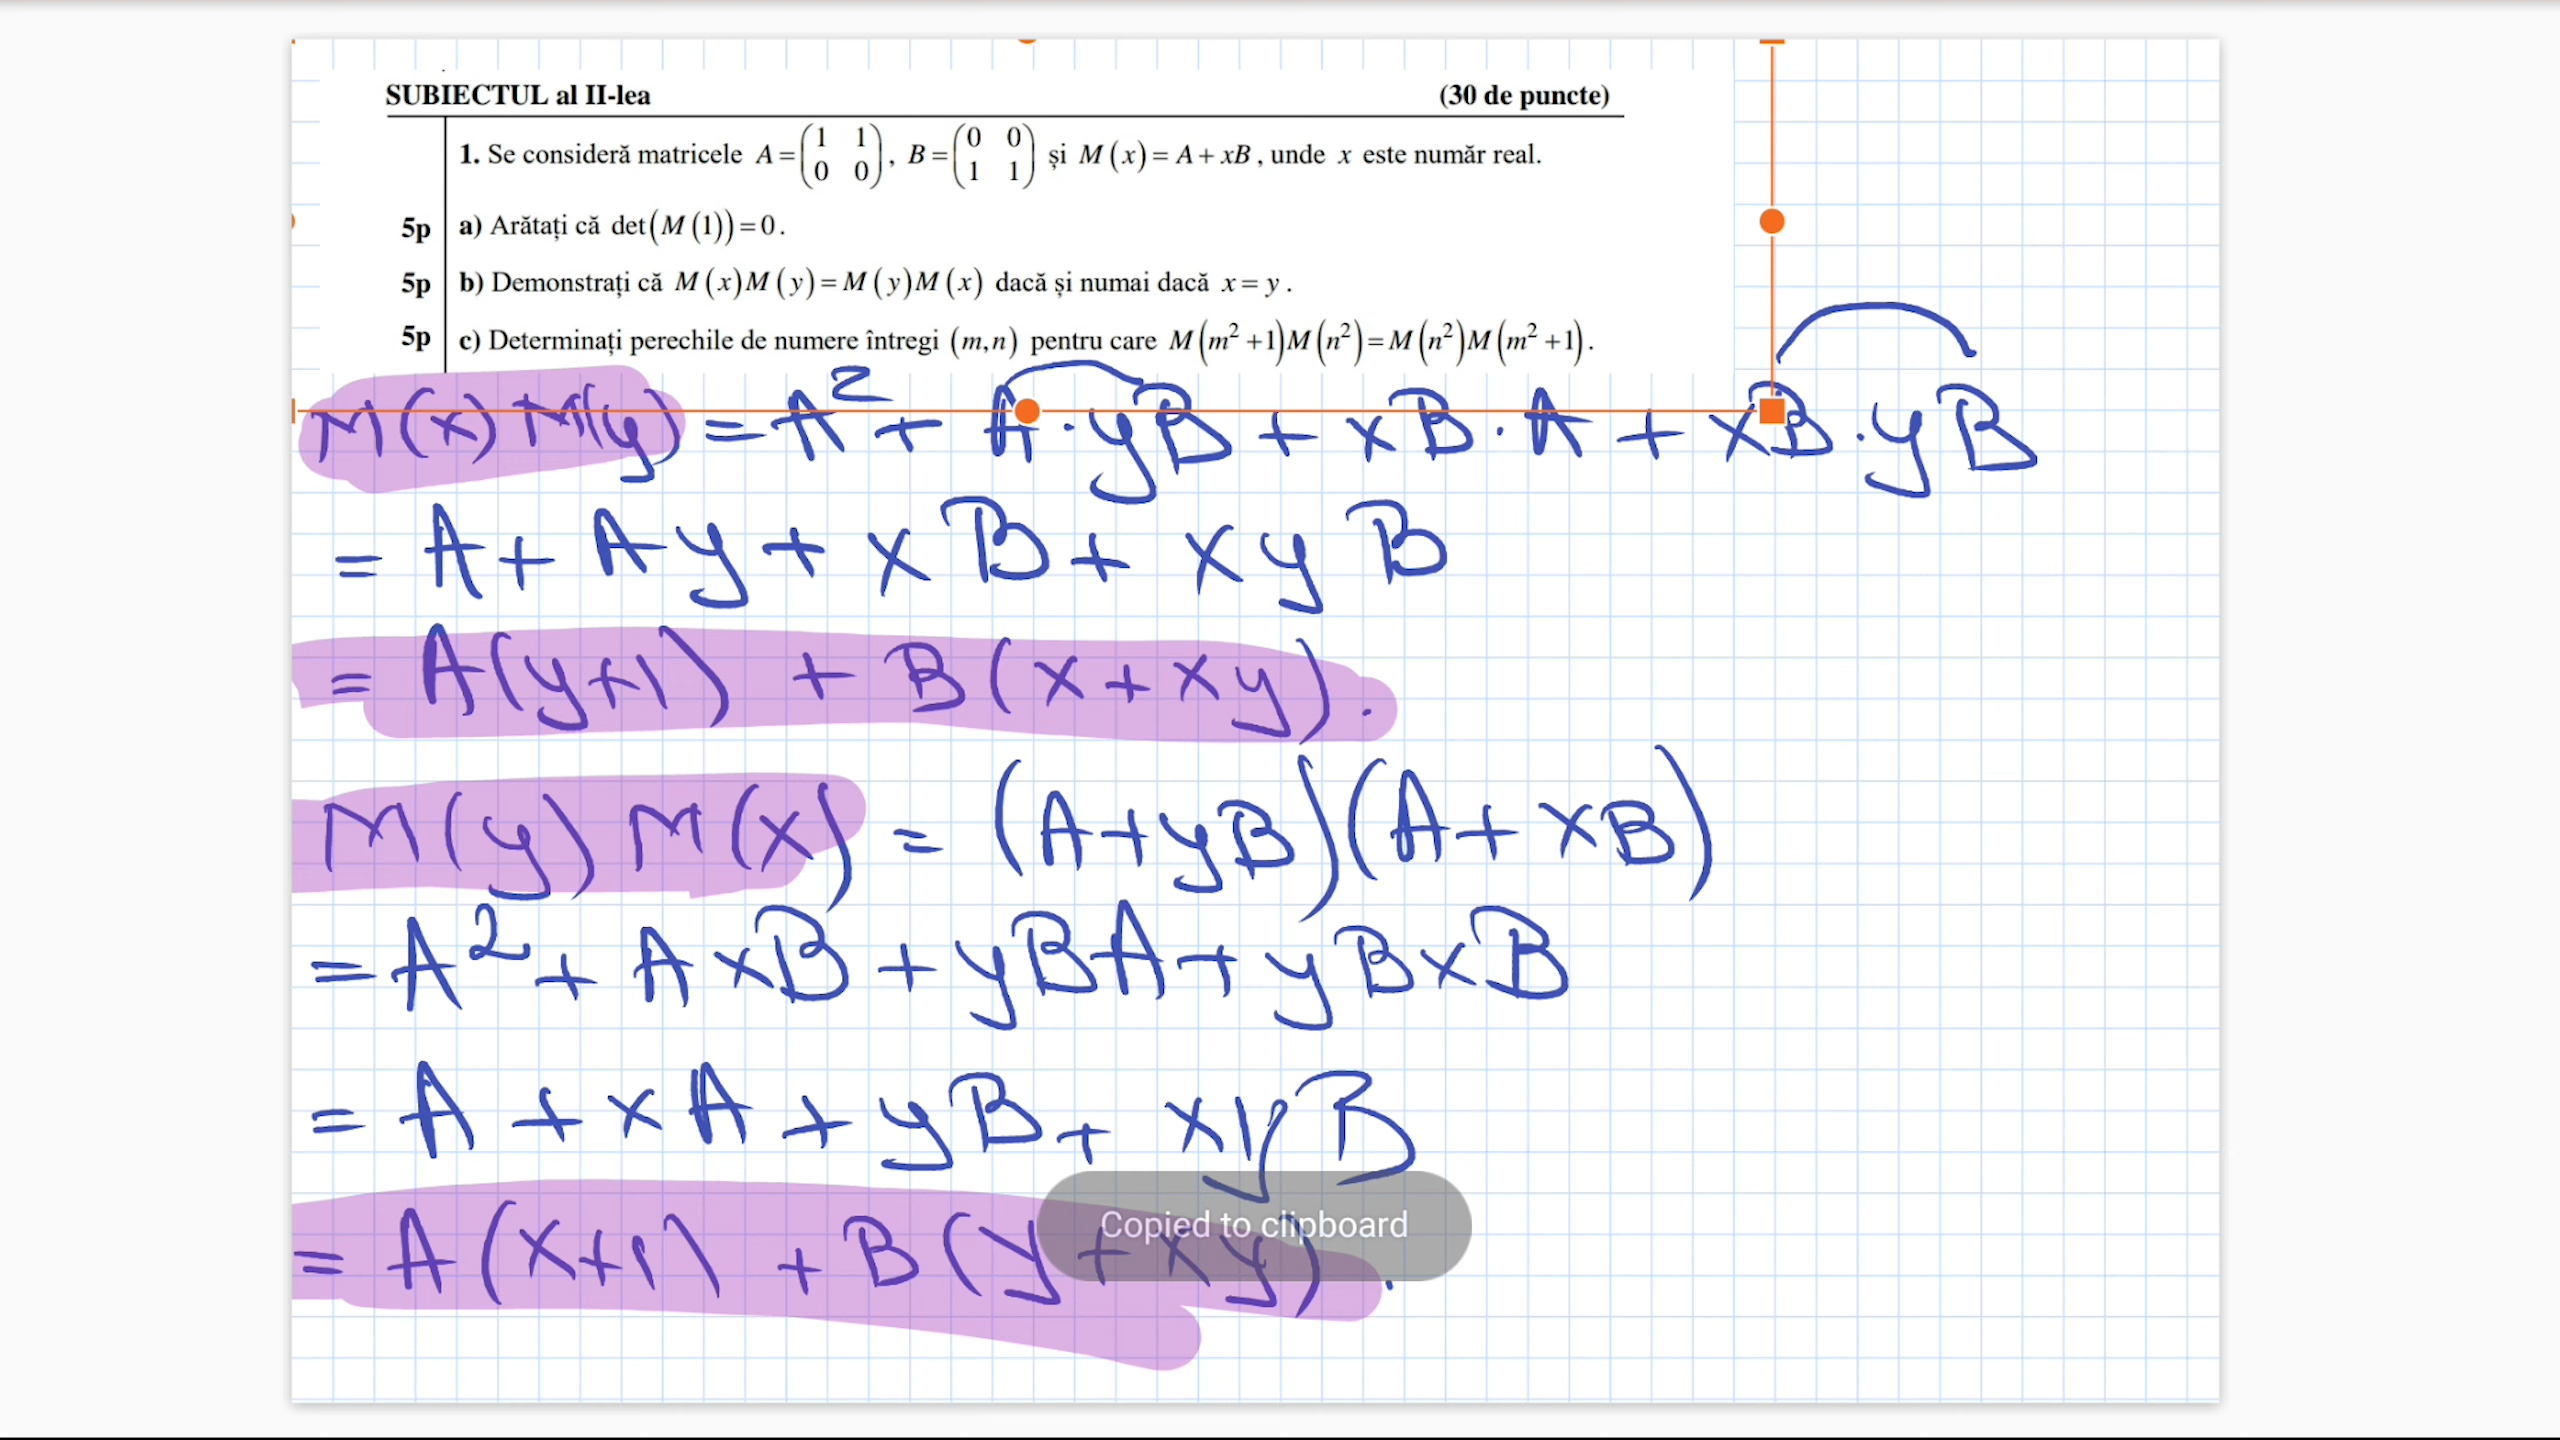 SUBIECTUL al II-lea (30 de puncte)
1. Se consideră matricele A = (1 1 0 0), B = (0 0 1 1) și M(x) = A + xB, unde x este număr real.
5p a) Arătați că det(M(1)) = 0.
5p b) Demonstrați că M(x)M(y) = M(y)M(x) dacă și numai dacă x = y.
5p c) Determinați perechile de numere întregi (m,n) pentru care M(m²+1)M(n²) = M(n²)M(m²+1).
M(x) M(y) = A² + A·yB + xB·A + xB·yB
= A + Ay + xB + xyB
= A(y+1) + B(x+xy).
M(y) M(x) = (A+yB)(A+xB)
= A² + AxB + yBA + yBxB
= A + xA + yB + xyB
= A(x+1) + B(y+xy).
Copied to clipboard